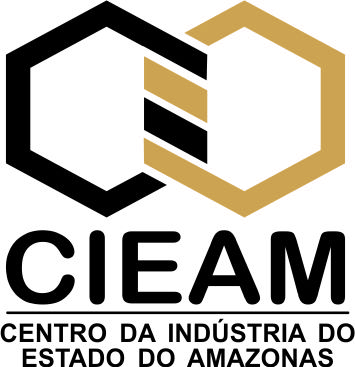 CIEAM
CENTRO DA INDÚSTRIA DO
ESTADO DO AMAZONAS